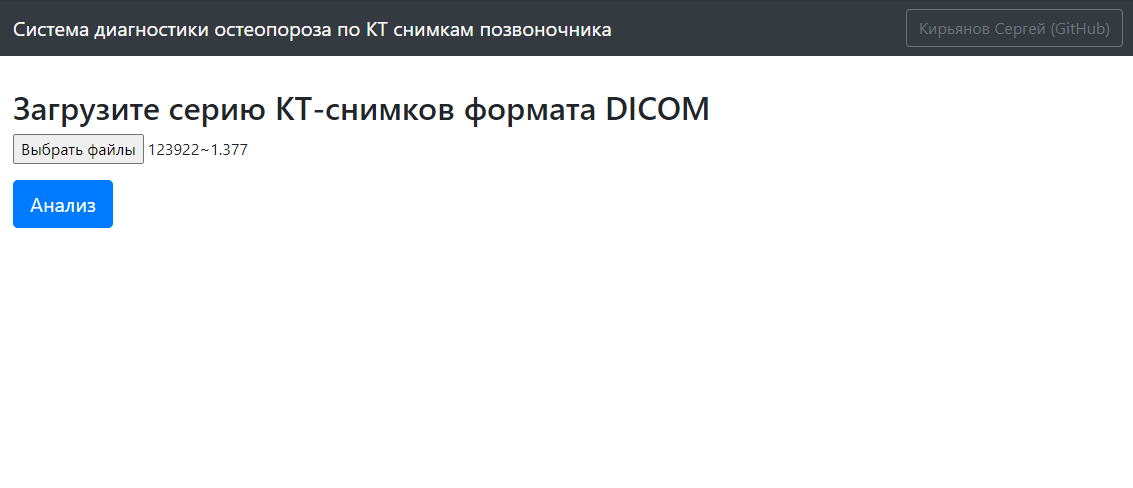 Система диагностики остеопороза по КТ снимкам позвоночника
Кирьянов Сергей (GitHub)
Загрузите серию КТ-снимков формата DICOM
Выбрать файлы 123922~1.377
Анализ